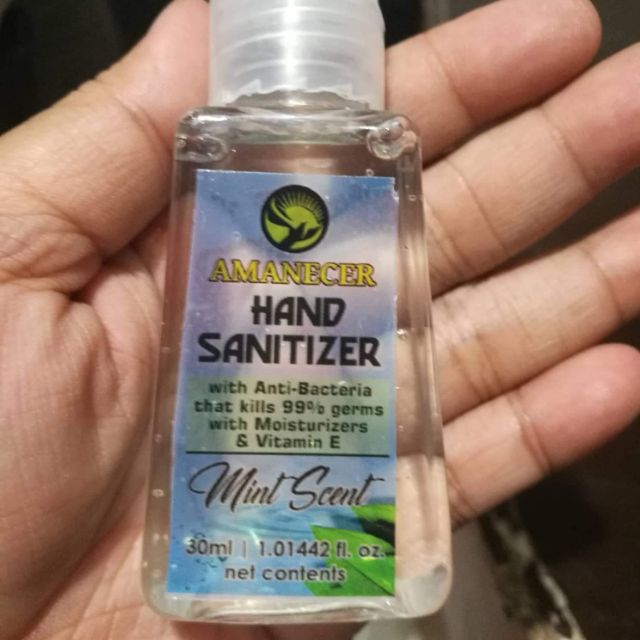 AMANECER
HAND
SANITIZER
with Anti-Bacteria
that kills 99% germs
with Moisturizers
& Vitamin E
Mint Scent
30ml | 1.01442 fl. oz.
net contents